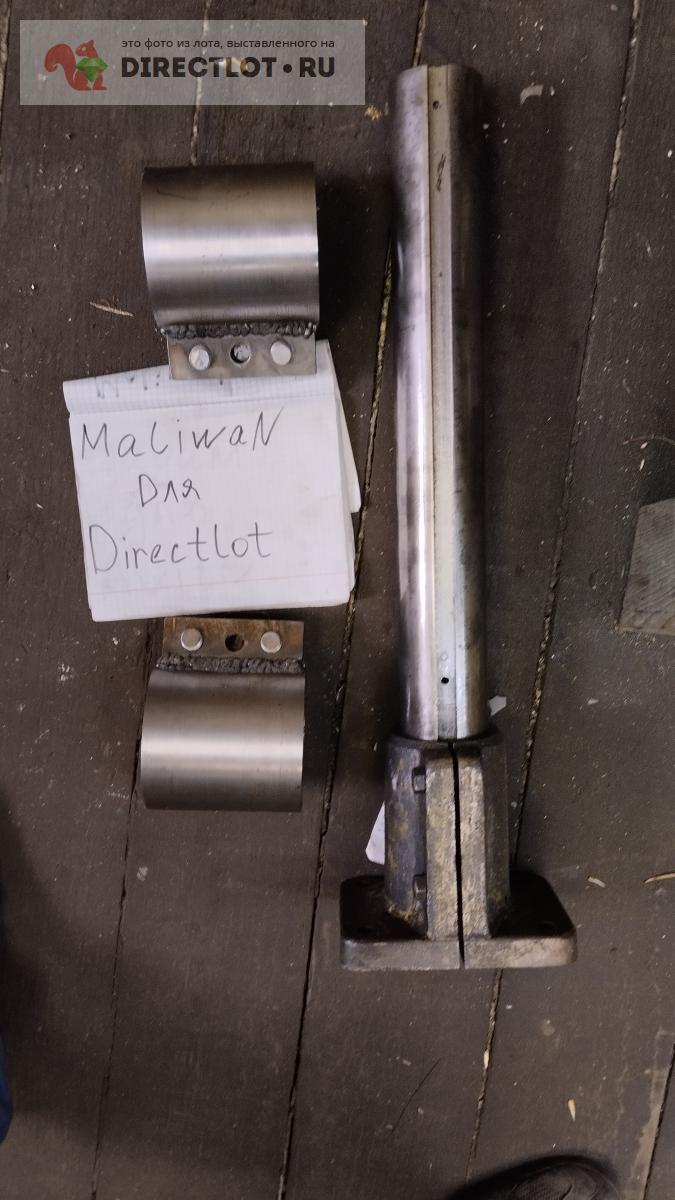 это фото из лота, выставленного на
DIRECTLOT•RU
MaliwaN
Для
Directlot